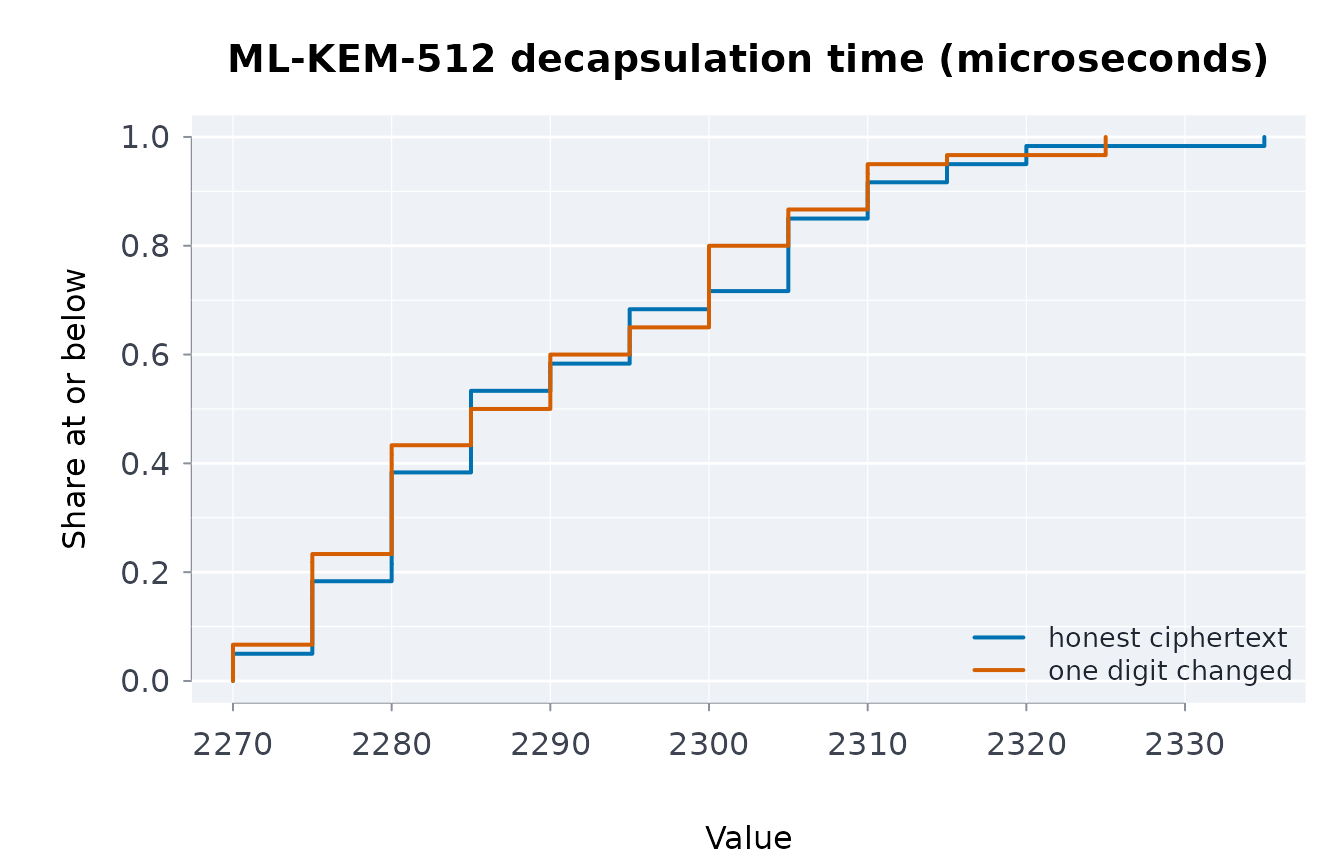 ML-KEM-512 decapsulation time (microseconds)
1.0
0.8
0.6
0.4
0.2
0.0
Share at or below
honest ciphertext
one digit changed
2270 2280 2290 2300 2310 2320 2330
Value